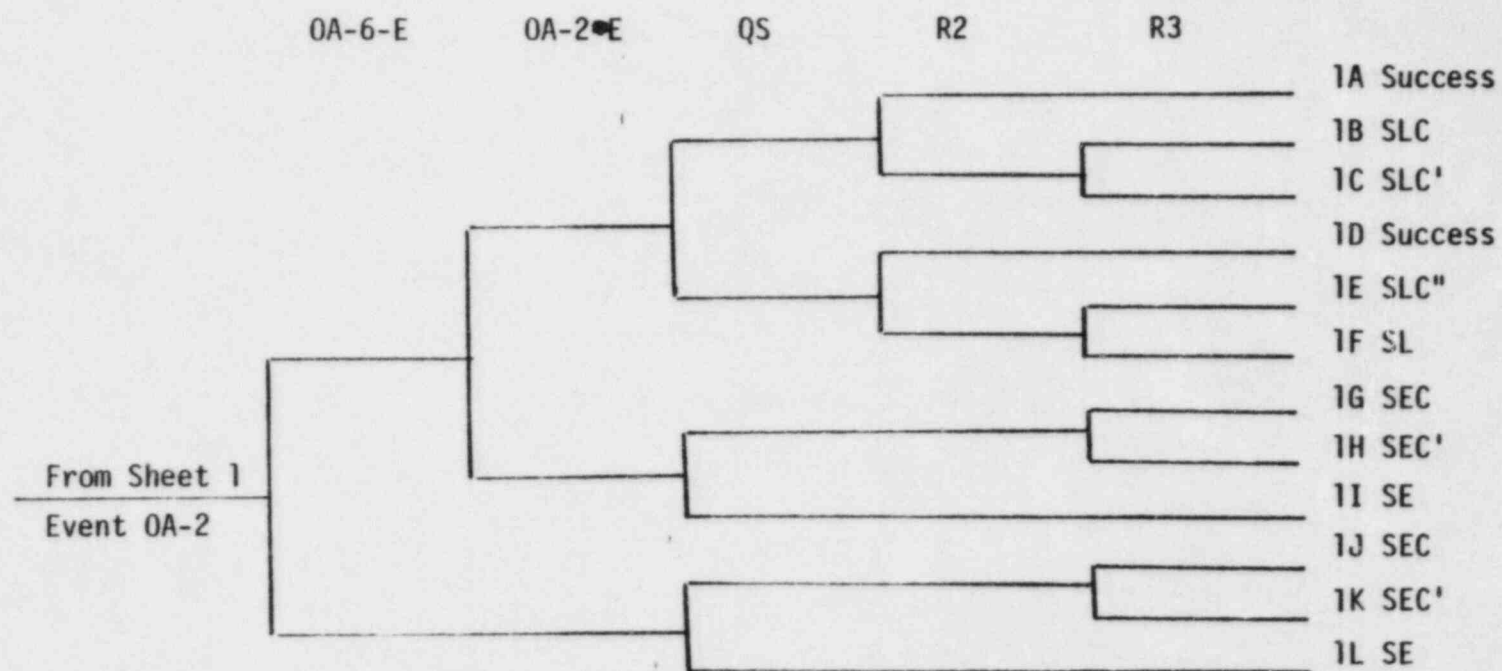 OA-6-E OA-2-E QS R2 R3
1A Success
1B SLC
1C SLC'
1D Success
1E SLC"
1F SL
1G SEC
1H SEC'
From Sheet 1
1I SE
Event OA-2
1J SEC
1K SEC'
1L SE